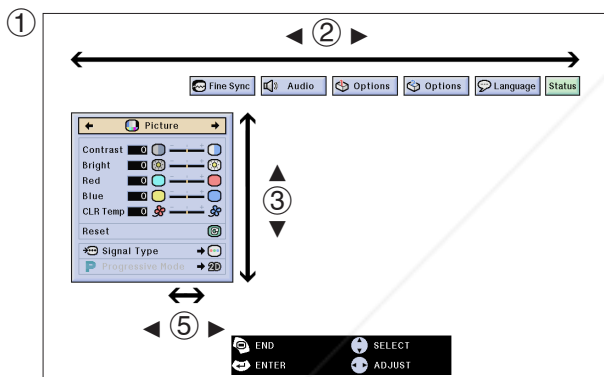 ①
◀ ② ▶
Fine Sync Audio Options Options Language Status
Picture
Contrast 0
Bright 0
Red 0
Blue 0
CLR Temp 0
Reset
Signal Type
P Progressive Mode 2D
▲
③
▼
◀ ⑤ ▶
END SELECT
ENTER ADJUST